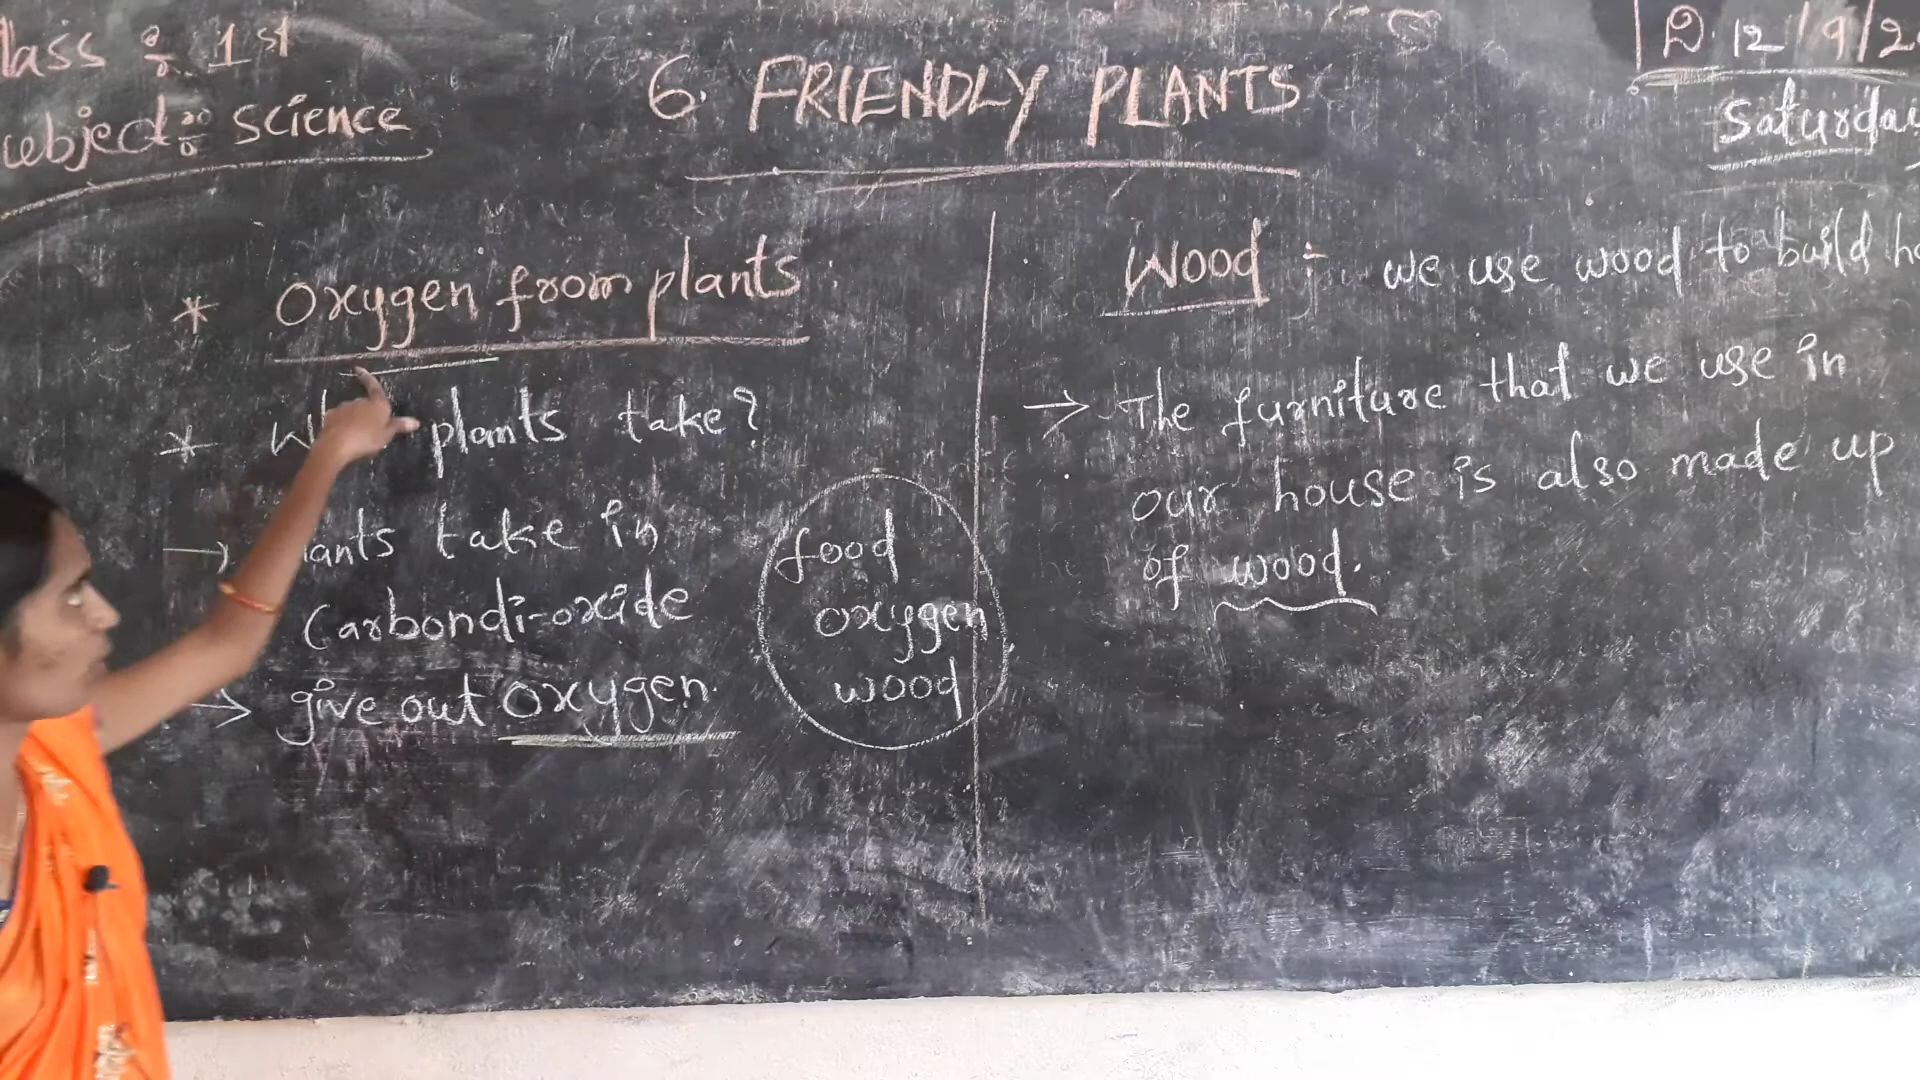 lass : 1st
ubject : science
6. FRIENDLY PLANTS
D. 12/9/2
Saturday
* Oxygen from plants
* plants take?
→ ants take in
Carbondi-oxide
→ give out oxygen.
food
oxygen
wood
Wood :- we use wood to build
→ The furniture that we use in
our house is also made up
of wood.